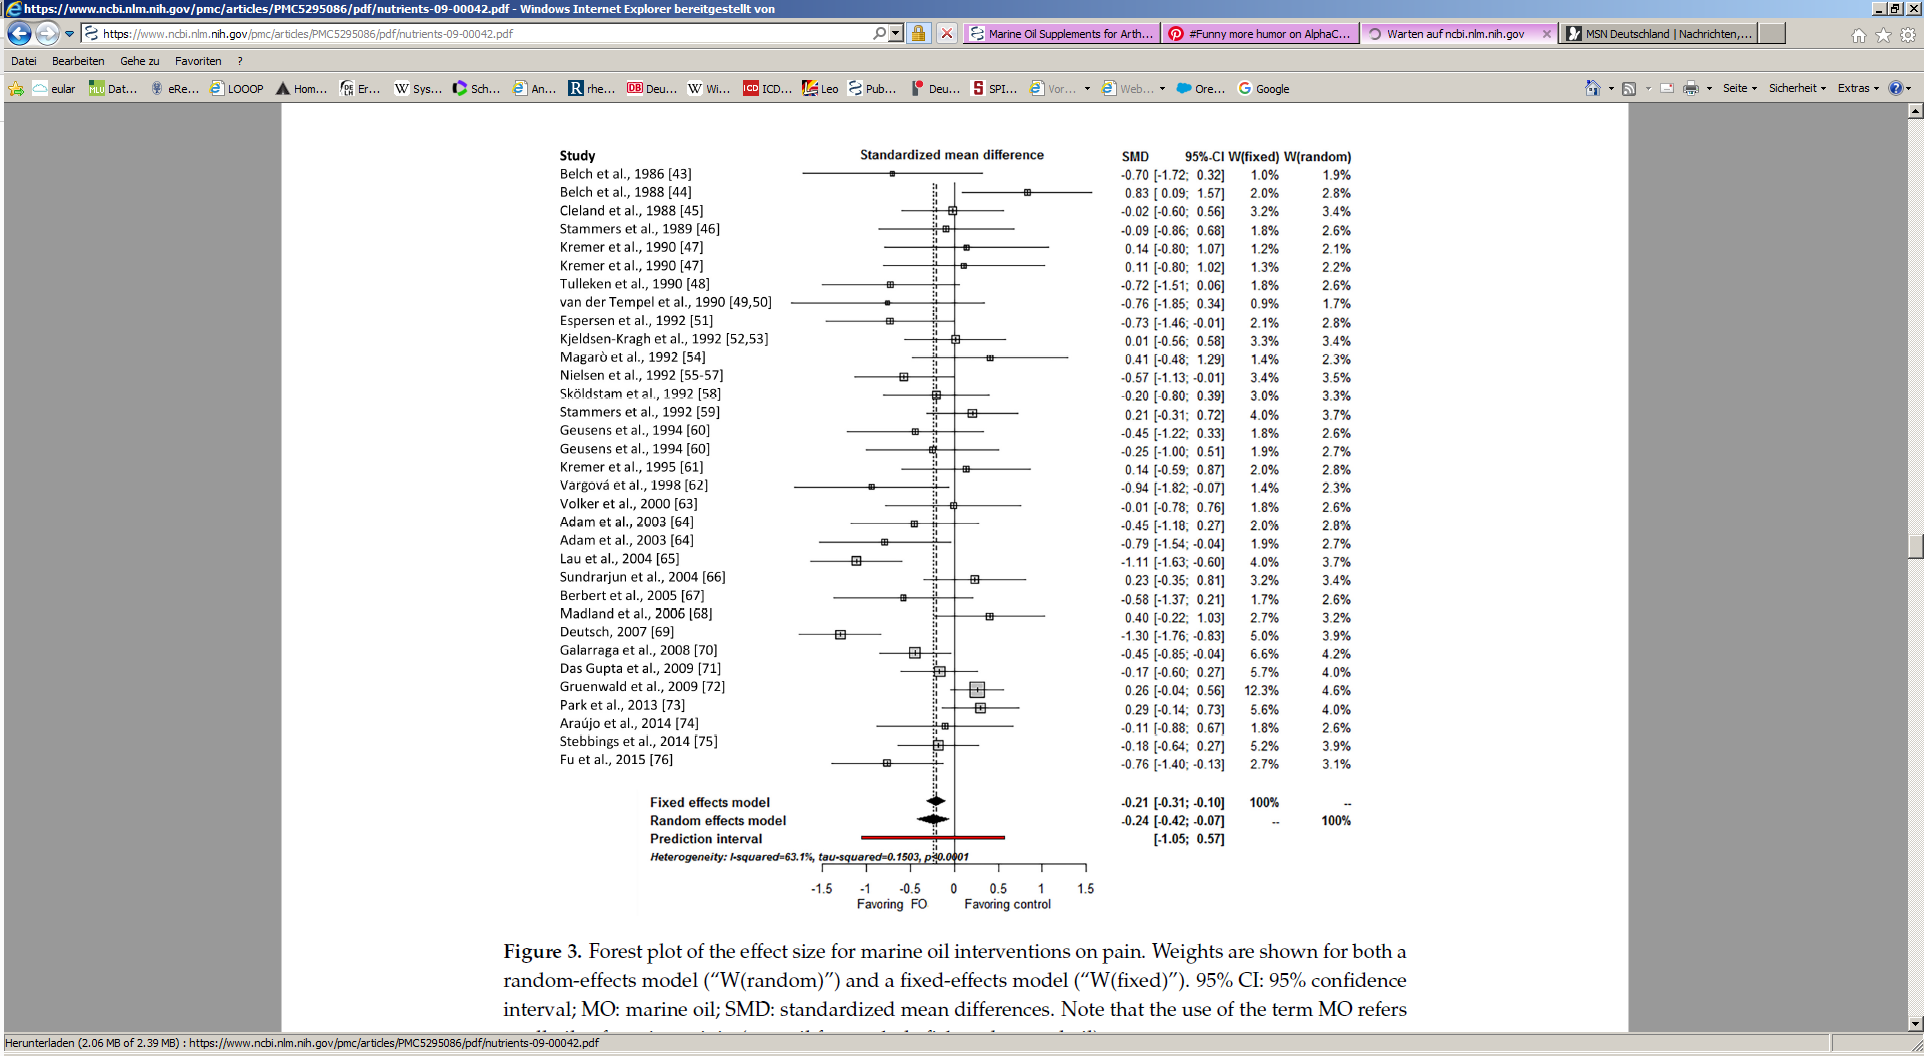 https://www.ncbi.nlm.nih.gov/pmc/articles/PMC5295086/pdf/nutrients-09-00042.pdf - Windows Internet Explorer bereitgestellt von
https://www.ncbi.nlm.nih.gov/pmc/articles/PMC5295086/pdf/nutrients-09-00042.pdf Marine Oil Supplements for Arth... #Funny more humor on AlphaC... Warten auf ncbi.nlm.nih.gov MSN Deutschland | Nachrichten,...
Datei Bearbeiten Gehe zu Favoriten ?
eular Dat... eRe... LOOOP Hom... Er... Sys... Sch... An... rhe... Deu... Wi... ICD... Leo Pub... Deu... SPI... Vor... Web... Ore... Google Seite Sicherheit Extras
Study Standardized mean difference SMD 95%-CI W(fixed) W(random)
Belch et al., 1986 [43] -0.70 [-1.72; 0.32] 1.0% 1.9%
Belch et al., 1988 [44] 0.83 [ 0.09; 1.57] 2.0% 2.8%
Cleland et al., 1988 [45] -0.02 [-0.60; 0.56] 3.2% 3.4%
Stammers et al., 1989 [46] -0.09 [-0.86; 0.68] 1.8% 2.6%
Kremer et al., 1990 [47] 0.14 [-0.80; 1.07] 1.2% 2.1%
Kremer et al., 1990 [47] 0.11 [-0.80; 1.02] 1.3% 2.2%
Tulleken et al., 1990 [48] -0.72 [-1.51; 0.06] 1.8% 2.6%
van der Tempel et al., 1990 [49,50] -0.76 [-1.85; 0.34] 0.9% 1.7%
Espersen et al., 1992 [51] -0.73 [-1.46; -0.01] 2.1% 2.8%
Kjeldsen-Kragh et al., 1992 [52,53] 0.01 [-0.56; 0.58] 3.3% 3.4%
Magarò et al., 1992 [54] 0.41 [-0.48; 1.29] 1.4% 2.3%
Nielsen et al., 1992 [55-57] -0.57 [-1.13; -0.01] 3.4% 3.5%
Sköldstam et al., 1992 [58] -0.20 [-0.80; 0.39] 3.0% 3.3%
Stammers et al., 1992 [59] 0.21 [-0.31; 0.72] 4.0% 3.7%
Geusens et al., 1994 [60] -0.45 [-1.22; 0.33] 1.8% 2.6%
Geusens et al., 1994 [60] -0.25 [-1.00; 0.51] 1.9% 2.7%
Kremer et al., 1995 [61] 0.14 [-0.59; 0.87] 2.0% 2.8%
Vargová et al., 1998 [62] -0.94 [-1.82; -0.07] 1.4% 2.3%
Volker et al., 2000 [63] -0.01 [-0.78; 0.76] 1.8% 2.6%
Adam et al., 2003 [64] -0.45 [-1.18; 0.27] 2.0% 2.8%
Adam et al., 2003 [64] -0.79 [-1.54; -0.04] 1.9% 2.7%
Lau et al., 2004 [65] -1.11 [-1.63; -0.60] 4.0% 3.7%
Sundrarjun et al., 2004 [66] 0.23 [-0.35; 0.81] 3.2% 3.4%
Berbert et al., 2005 [67] -0.58 [-1.37; 0.21] 1.7% 2.6%
Madland et al., 2006 [68] 0.40 [-0.22; 1.03] 2.7% 3.2%
Deutsch, 2007 [69] -1.30 [-1.76; -0.83] 5.0% 3.9%
Galarraga et al., 2008 [70] -0.45 [-0.85; -0.04] 6.6% 4.2%
Das Gupta et al., 2009 [71] -0.17 [-0.60; 0.27] 5.7% 4.0%
Gruenwald et al., 2009 [72] 0.26 [-0.04; 0.56] 12.3% 4.6%
Park et al., 2013 [73] 0.29 [-0.14; 0.73] 5.6% 4.0%
Araújo et al., 2014 [74] -0.11 [-0.88; 0.67] 1.8% 2.6%
Stebbings et al., 2014 [75] -0.18 [-0.64; 0.27] 5.2% 3.9%
Fu et al., 2015 [76] -0.76 [-1.40; -0.13] 2.7% 3.1%
Fixed effects model -0.21 [-0.31; -0.10] 100% --
Random effects model -0.24 [-0.42; -0.07] -- 100%
Prediction interval [-1.05; 0.57]
Heterogeneity: I-squared=63.1%, tau-squared=0.1503, p<0.0001
-1.5 -1 -0.5 0 0.5 1 1.5
Favoring FO Favoring control
Figure 3. Forest plot of the effect size for marine oil interventions on pain. Weights are shown for both a
random-effects model (“W(random)”) and a fixed-effects model (“W(fixed)”). 95% CI: 95% confidence
interval; MO: marine oil; SMD: standardized mean differences. Note that the use of the term MO refers
Herunterladen (2.06 MB of 2.39 MB) : https://www.ncbi.nlm.nih.gov/pmc/articles/PMC5295086/pdf/nutrients-09-00042.pdf